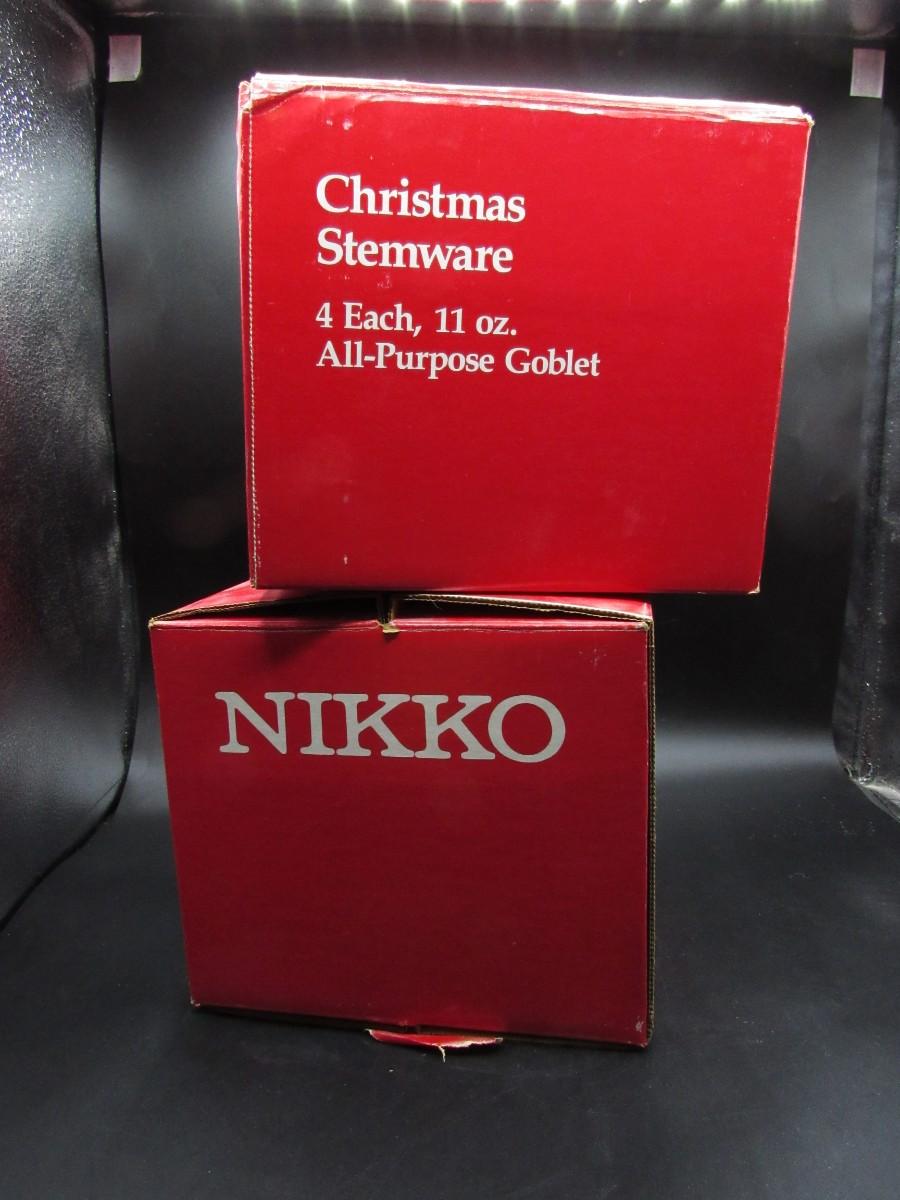 Christmas
Stemware
4 Each, 11 oz.
All-Purpose Goblet
NIKKO